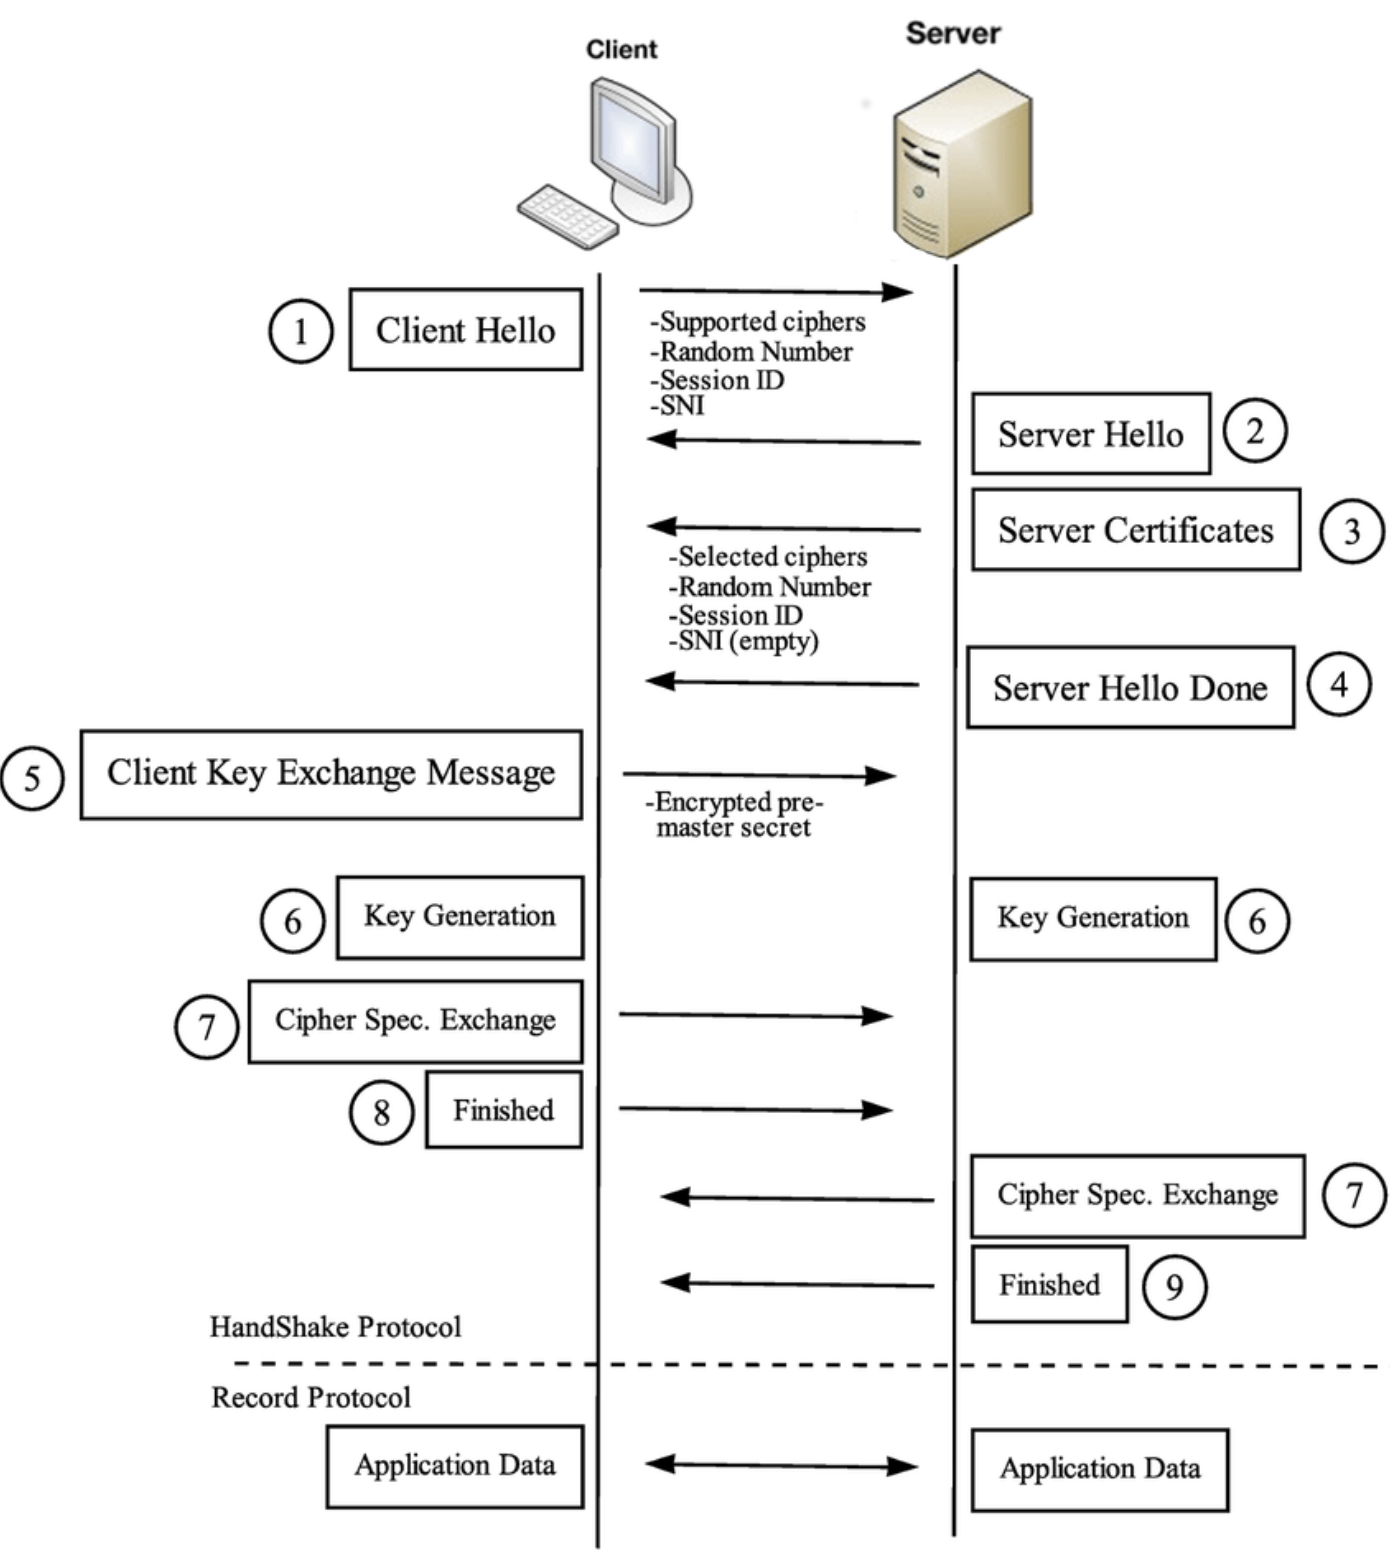 Client
Server
1
Client Hello
-Supported ciphers
-Random Number
-Session ID
-SNI
Server Hello
2
Server Certificates
3
-Selected ciphers
-Random Number
-Session ID
-SNI (empty)
Server Hello Done
4
5
Client Key Exchange Message
-Encrypted pre-
master secret
6
Key Generation
Key Generation
6
7
Cipher Spec. Exchange
8
Finished
Cipher Spec. Exchange
7
Finished
9
HandShake Protocol
Record Protocol
Application Data
Application Data